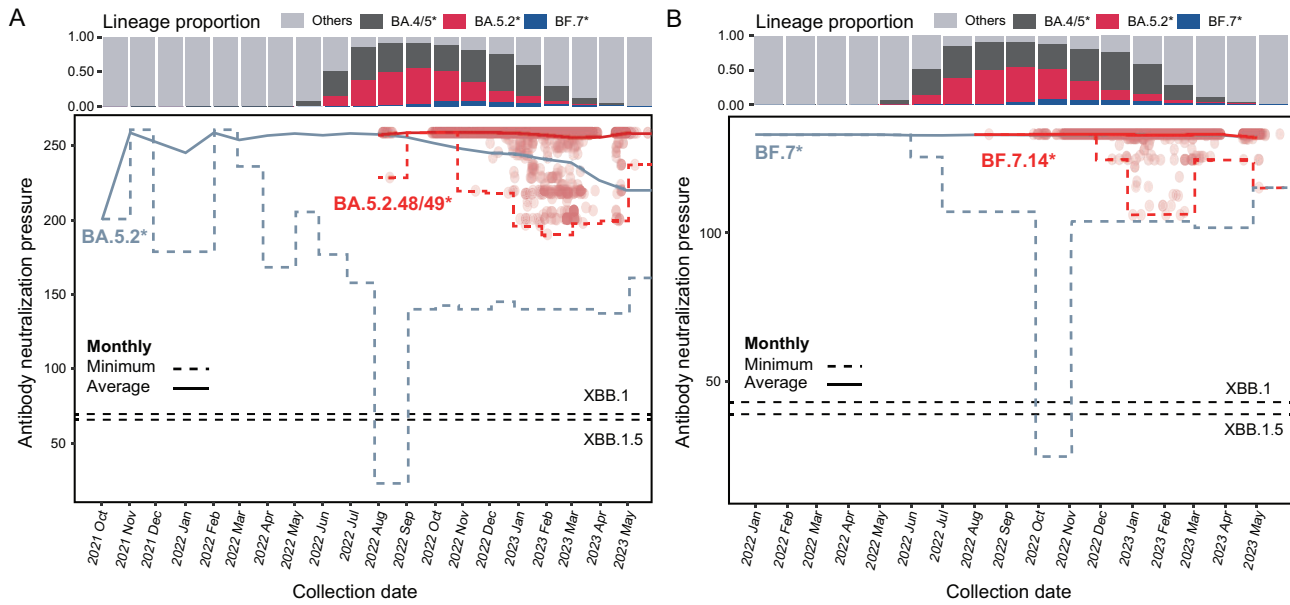 A
Lineage proportion Others BA.4/5* BA.5.2* BF.7*
1.00
0.50
0.00
Antibody neutralization pressure
250
200
150
100
50
BA.5.2*
BA.5.2.48/49*
Monthly
Minimum
Average
XBB.1
XBB.1.5
2021 Oct
2021 Nov
2021 Dec
2022 Jan
2022 Feb
2022 Mar
2022 Apr
2022 May
2022 Jun
2022 Jul
2022 Aug
2022 Sep
2022 Oct
2022 Nov
2022 Dec
2023 Jan
2023 Feb
2023 Mar
2023 Apr
2023 May
Collection date
B
Lineage proportion Others BA.4/5* BA.5.2* BF.7*
1.00
0.50
0.00
Antibody neutralization pressure
100
50
BF.7*
BF.7.14*
Monthly
Minimum
Average
XBB.1
XBB.1.5
2022 Jan
2022 Feb
2022 Mar
2022 Apr
2022 May
2022 Jun
2022 Jul
2022 Aug
2022 Sep
2022 Oct
2022 Nov
2022 Dec
2023 Jan
2023 Feb
2023 Mar
2023 Apr
2023 May
Collection date